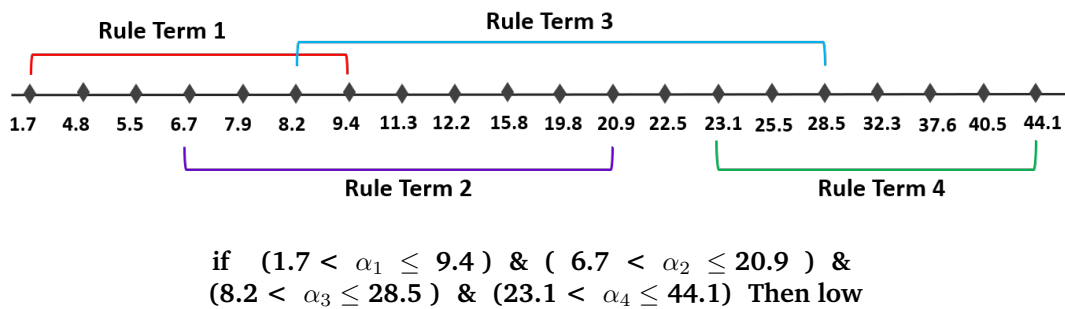 Rule Term 1
Rule Term 3
1.7 4.8 5.5 6.7 7.9 8.2 9.4 11.3 12.2 15.8 19.8 20.9 22.5 23.1 25.5 28.5 32.3 37.6 40.5 44.1
Rule Term 2
Rule Term 4
if (1.7 < α₁ ≤ 9.4 ) & ( 6.7 < α₂ ≤ 20.9 ) &
(8.2 < α₃ ≤ 28.5 ) & (23.1 < α₄ ≤ 44.1) Then low